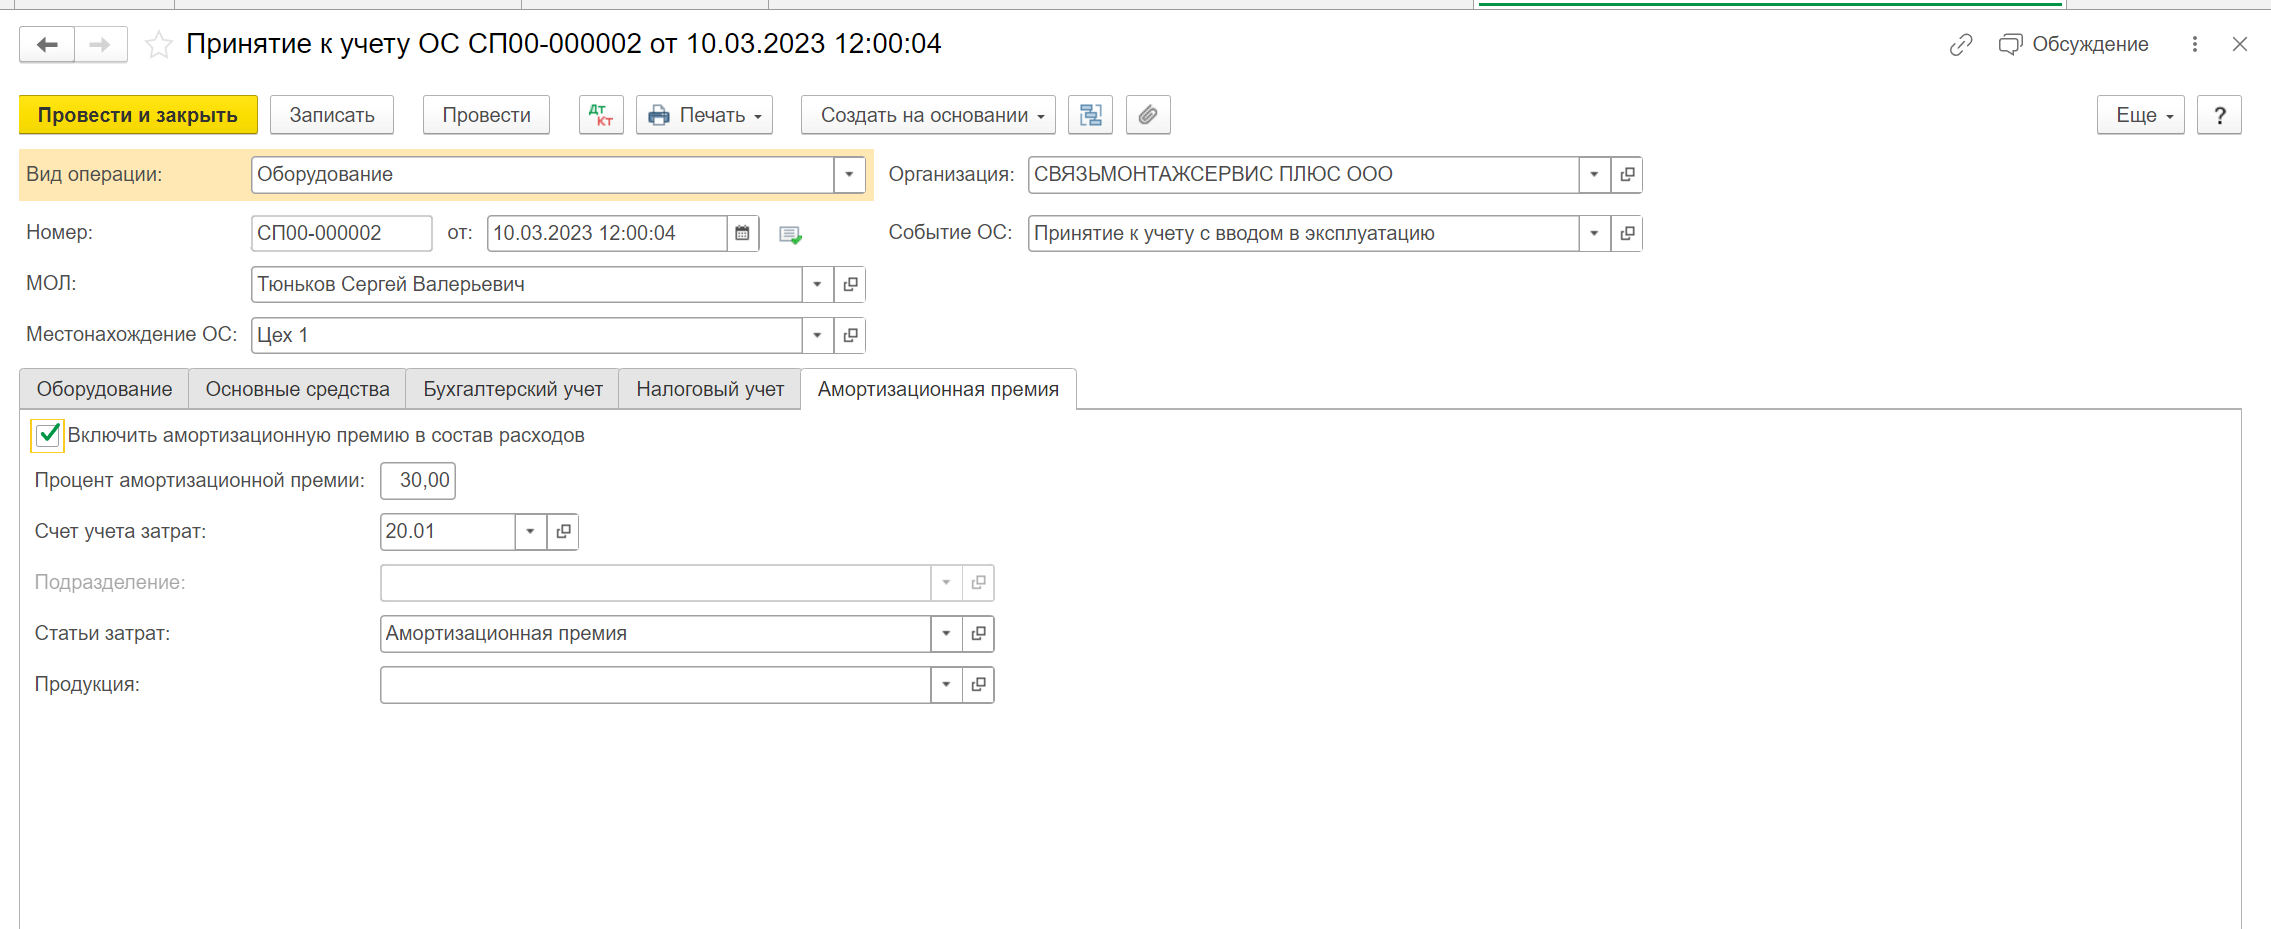 Принятие к учету ОС СП00-000002 от 10.03.2023 12:00:04
Обсуждение
Провести и закрыть
Записать
Провести
Дт Кт
Печать
Создать на основании
Еще
?
Вид операции: Оборудование
Организация: СВЯЗЬМОНТАЖСЕРВИС ПЛЮС ООО
Номер: СП00-000002 от: 10.03.2023 12:00:04
Событие ОС: Принятие к учету с вводом в эксплуатацию
МОЛ: Тюньков Сергей Валерьевич
Местонахождение ОС: Цех 1
Оборудование
Основные средства
Бухгалтерский учет
Налоговый учет
Амортизационная премия
Включить амортизационную премию в состав расходов
Процент амортизационной премии: 30,00
Счет учета затрат: 20.01
Подразделение:
Статьи затрат: Амортизационная премия
Продукция: